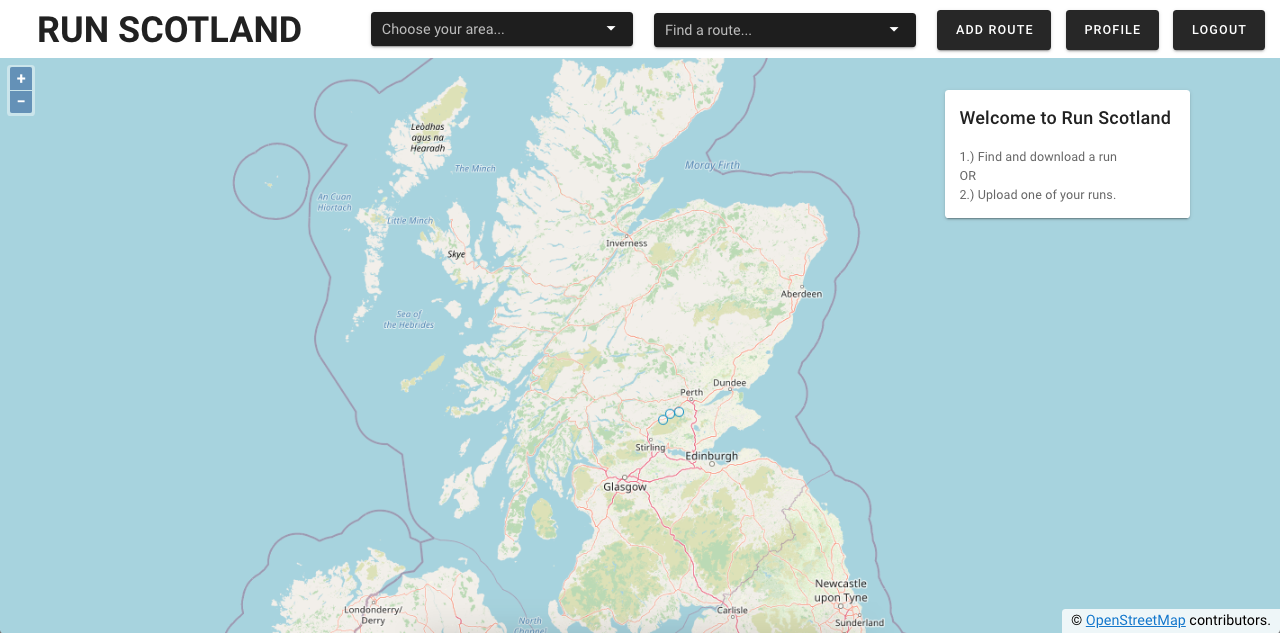 RUN SCOTLAND
Choose your area...
Find a route...
ADD ROUTE
PROFILE
LOGOUT
+
−
Welcome to Run Scotland
1.) Find and download a run
OR
2.) Upload one of your runs.
Leòdhas
agus na
Hearadh
The Minch
Moray Firth
An Cuan
Hiortach
Little Minch
Inverness
Skye
Aberdeen
Sea of
the Hebrides
Dundee
Perth
Stirling
Edinburgh
Glasgow
Newcastle
upon Tyne
Londonderry/
Derry
Carlisle
North
Channel
Sunderland
© OpenStreetMap contributors.